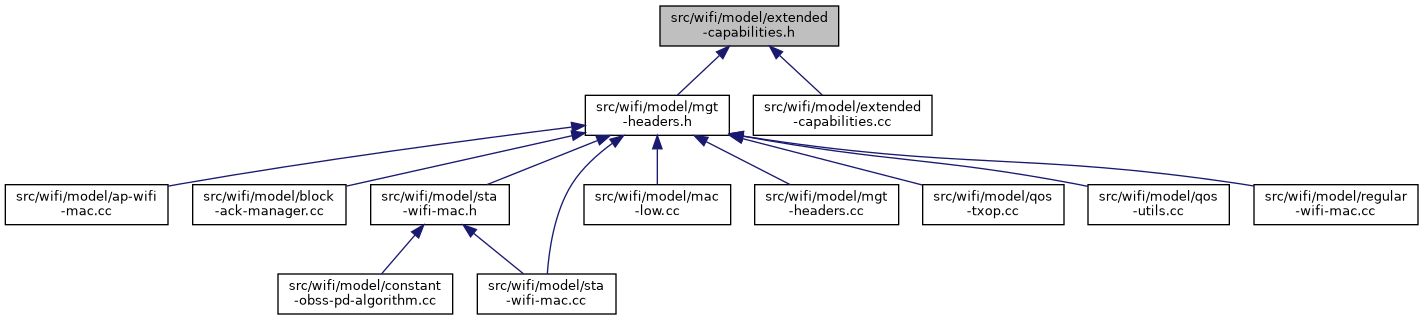 src/wifi/model/extended
-capabilities.h
src/wifi/model/mgt
-headers.h
src/wifi/model/extended
-capabilities.cc
src/wifi/model/ap-wifi
-mac.cc
src/wifi/model/block
-ack-manager.cc
src/wifi/model/sta
-wifi-mac.h
src/wifi/model/mac
-low.cc
src/wifi/model/mgt
-headers.cc
src/wifi/model/qos
-txop.cc
src/wifi/model/qos
-utils.cc
src/wifi/model/regular
-wifi-mac.cc
src/wifi/model/constant
-obss-pd-algorithm.cc
src/wifi/model/sta
-wifi-mac.cc